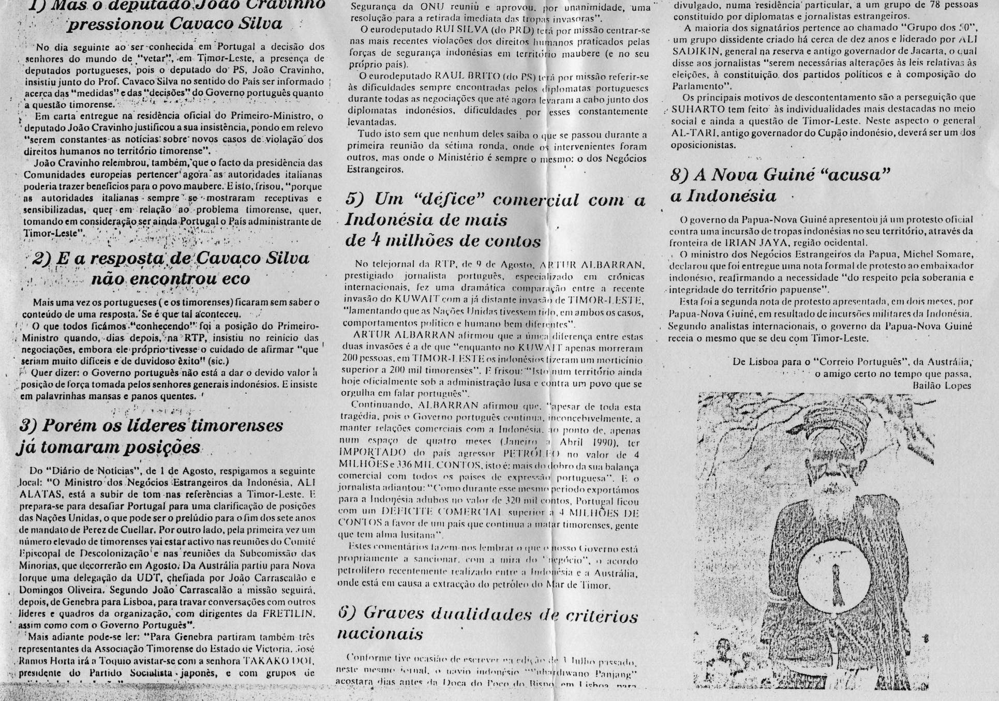 1) Mas o deputado João Cravinho
pressionou Cavaco Silva
No dia seguinte ao ser conhecida em Portugal a decisão dos
senhores do mundo de "vetar", em Timor-Leste, a presença de
deputados portugueses, pois o deputado do PS, João Cravinho,
insistiu junto do Prof. Cavaco Silva no sentido do País ser informado
acerca das "medidas" e das "decisões" do Governo português quanto
à questão timorense.
Em carta entregue na residência oficial do Primeiro-Ministro, o
deputado João Cravinho justificou a sua insistência, pondo em relevo
"serem constantes as notícias sobre novos casos de violação dos
direitos humanos no território timorense".
João Cravinho relembrou, também, que o facto da presidência das
Comunidades europeias pertencer agora às autoridades italianas
poderia trazer benefícios para o povo maubere. E isto, frisou, "porque
as autoridades italianas sempre se mostraram receptivas e
sensibilizadas, quer em relação ao problema timorense, quer,
tomando em consideração ser ainda Portugal o País administrante de
Timor-Leste".
2) E a resposta de Cavaco Silva
não encontrou eco
Mais uma vez os portugueses (e os timorenses) ficaram sem saber o
conteúdo de uma resposta. Se é que tal aconteceu.
O que todos ficámos "conhecendo" foi a posição do Primeiro-
Ministro quando, dias depois, na RTP, insistiu no reinício das
negociações, embora ele próprio tivesse o cuidado de afirmar "que
seriam muito difíceis e de duvidoso êxito" (sic.)
Quer dizer: o Governo português não está a dar o devido valor à
posição de força tomada pelos senhores generais indonésios. E insiste
em palavrinhas mansas e panos quentes.
3) Porém os líderes timorenses
já tomaram posições
Do "Diário de Notícias", de 1 de Agosto, respigamos a seguinte
local: "O Ministro dos Negócios Estrangeiros da Indonésia, ALI
ALATAS, está a subir de tom nas referências a Timor-Leste. E
prepara-se para desafiar Portugal para uma clarificação de posições
das Nações Unidas, o que pode ser o prelúdio para o fim dos sete anos
de mandato de Perez de Cuellar. Por outro lado, pela primeira vez um
número elevado de timorenses vai estar activo nas reuniões do Comité
Episcopal de Descolonização e nas reuniões da Subcomissão das
Minorias, que decorrerão em Agosto. Da Austrália partiu para Nova
Iorque uma delegação da UDT, chefiada por João Carrascalão e
Domingos Oliveira. Segundo João Carrascalão a missão seguirá,
depois, de Genebra para Lisboa, para travar conversações com outros
líderes e quadros da organização, com dirigentes da FRETILIN,
assim como com o Governo Português".
Mais adiante pode-se ler: "Para Genebra partiram também três
representantes da Associação Timorense do Estado de Victoria. José
Ramos Horta irá a Toquio avistar-se com a senhora TAKAKO DOI,
presidente do Partido Socialista japonês, e com grupos de
Segurança da ONU reuniu e aprovou, por unanimidade, uma
resolução para a retirada imediata das tropas invasoras".
O eurodeputado RUI SILVA (do PRD) terá por missão centrar-se
nas mais recentes violações dos direitos humanos praticados pelas
forças de segurança indonésias em território maubere (e no seu
próprio país).
O eurodeputado RAUL BRITO (do PS) terá por missão referir-se
às dificuldades sempre encontradas pelos diplomatas portugueses
durante todas as negociações que até agora levaram a cabo junto dos
diplomatas indonésios, dificuldades por esses constantemente
levantadas.
Tudo isto sem que nenhum deles saiba o que se passou durante a
primeira reunião da sétima ronda, onde os intervenientes foram
outros, mas onde o Ministério é sempre o mesmo: o dos Negócios
Estrangeiros.
5) Um "défice" comercial com a
Indonésia de mais
de 4 milhões de contos
No telejornal da RTP, de 9 de Agosto, ARTUR ALBARRAN,
prestigiado jornalista português, especializado em crónicas
internacionais, fez uma dramática comparação entre a recente
invasão do KUWAIT com a já distante invasão de TIMOR-LESTE,
"lamentando que as Nações Unidas tivessem tido, em ambos os casos,
comportamentos político e humano bem diferentes".
ARTUR ALBARRAN afirmou que a única diferença entre estas
duas invasões é a de que "enquanto no KUWAIT apenas morreram
200 pessoas, em TIMOR-LESTE os indonésios fizeram um morticínio
superior a 200 mil timorenses". E frisou: "Isto num território ainda
hoje oficialmente sob a administração lusa e contra um povo que se
orgulha em falar português".
Continuando, ALBARRAN afirmou que, "apesar de toda esta
tragédia, pois o Governo português continua, inconcebivelmente, a
manter relações comerciais com a Indonésia, ao ponto de, apenas
num espaço de quatro meses (Janeiro a Abril 1990), ter
IMPORTADO do país agressor PETRÓLEO no valor de 4
MILHÕES e 336 MIL CONTOS, isto é: mais do dobro da sua balança
comercial com todos os países de expressão portuguesa". E o
jornalista adiantou: "Como durante esse mesmo período exportámos
para a Indonésia adubos no valor de 320 mil contos, Portugal ficou
com um DEFICITE COMERCIAL superior a 4 MILHÕES DE
CONTOS a favor de um país que continua a matar timorenses, gente
que tem alma lusitana".
Estes comentários fazem-nos lembrar o que o nosso Governo está
propriamente a sancionar, com a mira do "negócio", o acordo
petrolífero recentemente realizado entre a Indonésia e a Austrália,
onde está em causa a extracção do petróleo do Mar de Timor.
6) Graves dualidades de critérios
nacionais
Conforme tive ocasião de escrever na edição de Julho passado,
neste mesmo jornal, o navio indonésio Panjang"
acostara dias antes da Doca do Poço do Bispo, em Lisboa, para
divulgado, numa residência particular, a um grupo de 78 pessoas
constituído por diplomatas e jornalistas estrangeiros.
A maioria dos signatários pertence ao chamado "Grupo dos 50",
um grupo dissidente criado há cerca de dez anos e liderado por ALI
SADIKIN, general na reserva e antigo governador de Jacarta, o qual
disse aos jornalistas "serem necessárias alterações às leis relativas às
eleições, à constituição dos partidos políticos e à composição do
Parlamento".
Os principais motivos de descontentamento são a perseguição que
SUHARTO tem feito às individualidades mais destacadas no meio
social e ainda a questão de Timor-Leste. Neste aspecto o general
AL-TARI, antigo governador do Cupão indonésio, deverá ser um dos
oposicionistas.
8) A Nova Guiné "acusa"
a Indonésia
O governo da Papua-Nova Guiné apresentou já um protesto oficial
contra uma incursão de tropas indonésias no seu território, através da
fronteira de IRIAN JAYA, região ocidental.
O ministro dos Negócios Estrangeiros da Papua, Michel Somare,
declarou que foi entregue uma nota formal de protesto ao embaixador
indonésio, reafirmando a necessidade "do respeito pela soberania e
integridade do território papuense".
Esta foi a segunda nota de protesto apresentada, em dois meses, por
Papua-Nova Guiné, em resultado de incursões militares da Indonésia.
Segundo analistas internacionais, o governo da Papua-Nova Guiné
receia o mesmo que se deu com Timor-Leste.
De Lisboa para o "Correio Português", da Austrália,
o amigo certo no tempo que passa,
Bailão Lopes